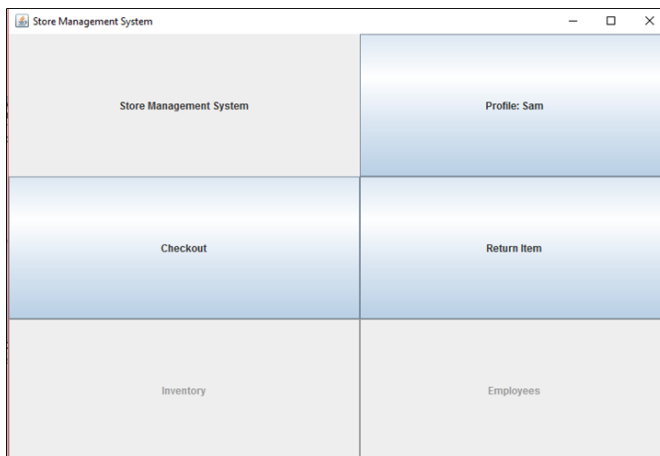 Store Management System
Store Management System
Profile: Sam
Checkout
Return Item
Inventory
Employees